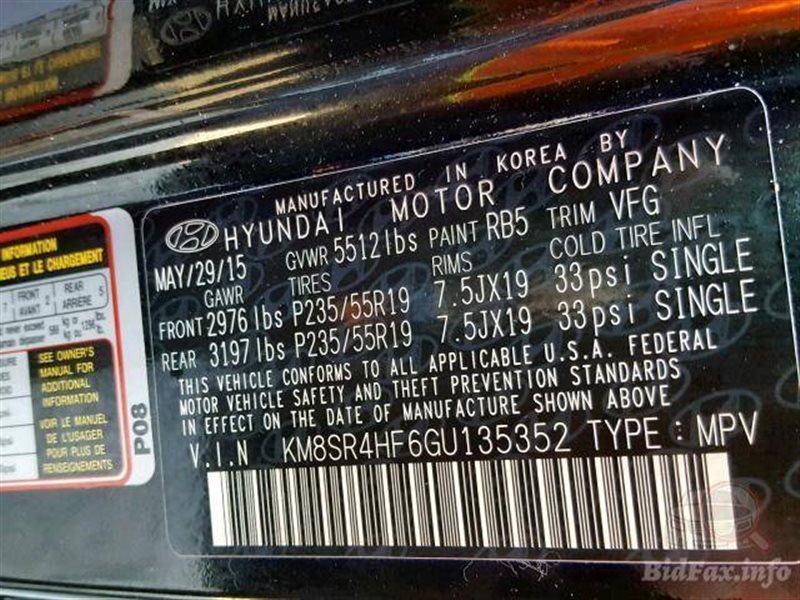 MANUFACTURED IN KOREA BY
HYUNDAI MOTOR COMPANY
MAY/29/15 GVWR 5512lbs PAINT RB5 TRIM VFG
GAWR TIRES RIMS COLD TIRE INFL
FRONT 2976lbs P235/55R19 7.5JX19 33psi SINGLE
REAR 3197lbs P235/55R19 7.5JX19 33psi SINGLE
THIS VEHICLE CONFORMS TO ALL APPLICABLE U.S.A. FEDERAL
MOTOR VEHICLE SAFETY AND THEFT PREVENTION STANDARDS
IN EFFECT ON THE DATE OF MANUFACTURE SHOWN ABOVE
V.I.N KM8SR4HF6GU135352 TYPE : MPV
INFORMATION
ET LE CHARGEMENT
FRONT
AVANT 2
REAR
ARRIÈRE 5
SEE OWNER'S
MANUAL FOR
ADDITIONAL
INFORMATION
VOIR LE MANUEL
DE L'USAGER
POUR PLUS DE
RENSEIGNEMENTS
P08
BidFax.info